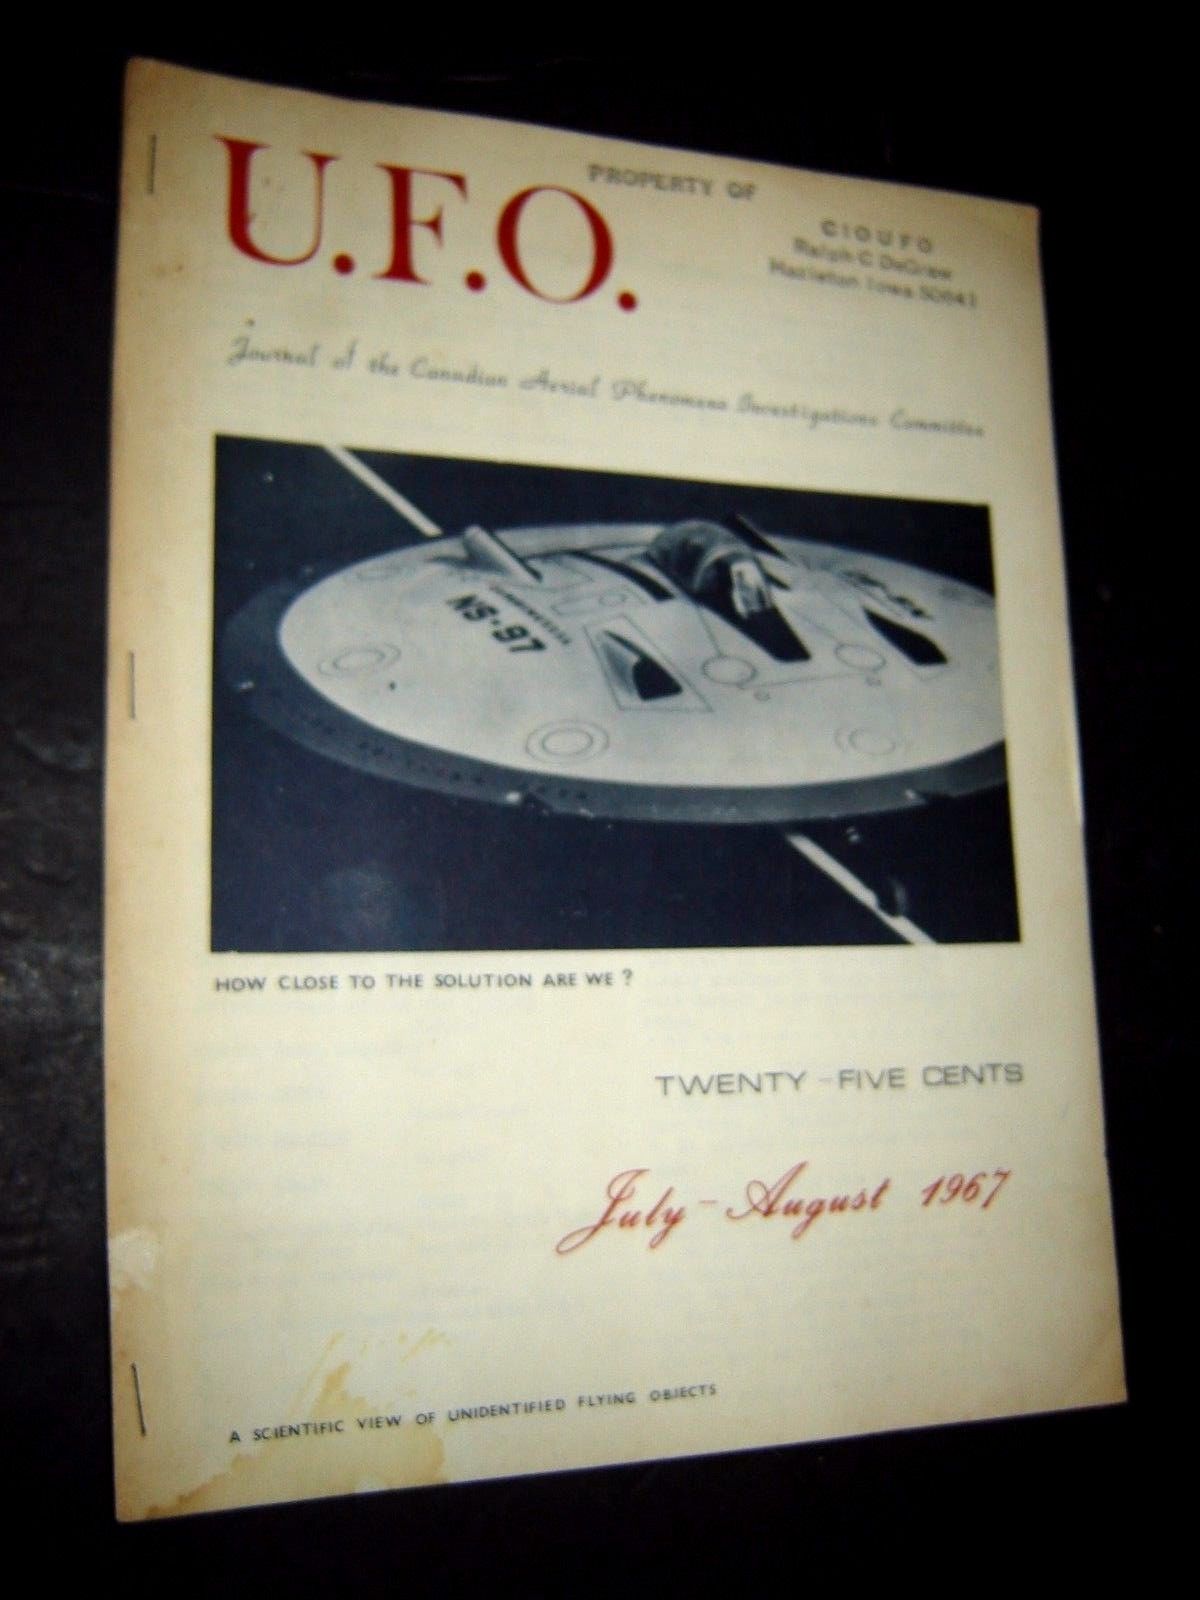 U.F.O.
PROPERTY OF
CIOUFO
Ralph C DeGraw
Hazleton Iowa 50641
Journal of the Canadian Aerial Phenomena Investigations Committee
NS-97
HOW CLOSE TO THE SOLUTION ARE WE ?
TWENTY-FIVE CENTS
July-August 1967
A SCIENTIFIC VIEW OF UNIDENTIFIED FLYING OBJECTS